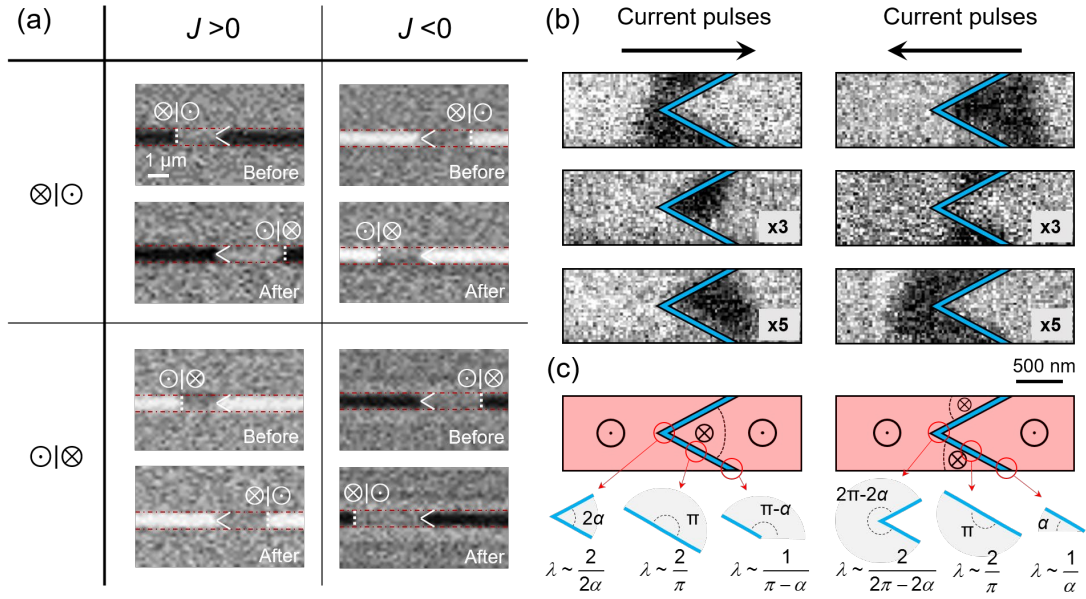 (a)
J >0
J <0
⊗|⊙
⊗|⊙
1 μm
Before
⊗|⊙
Before
⊙|⊗
After
⊙|⊗
After
⊙|⊗
⊙|⊗
Before
⊙|⊗
Before
⊗|⊙
After
⊗|⊙
After
(b)
Current pulses
Current pulses
x3
x3
x5
x5
(c)
500 nm
⊙ ⊗ ⊙
⊙ ⊗ ⊗ ⊙
2α
π
π-α
2π-2α
π
α
λ ~ 2/2α
λ ~ 2/π
λ ~ 1/(π − α)
λ ~ 2/(2π − 2α)
λ ~ 2/π
λ ~ 1/α